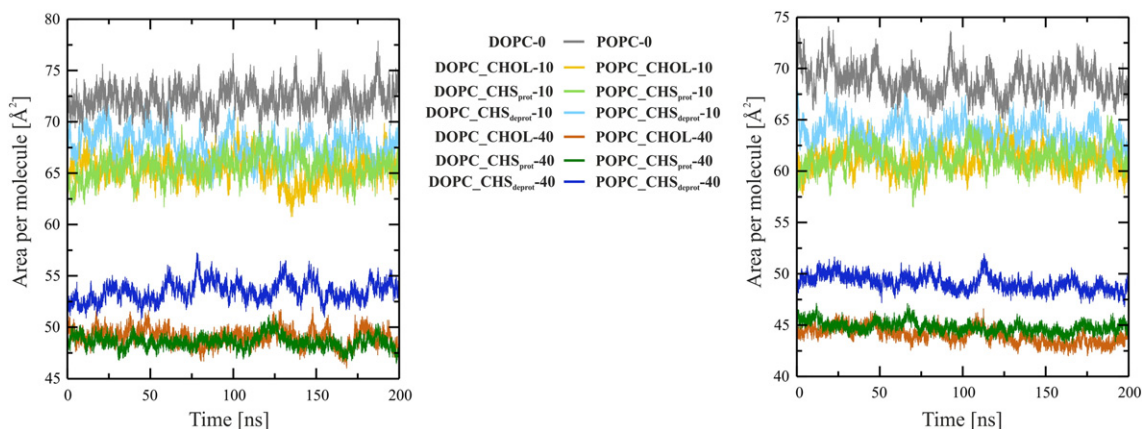 80
75
70
65
60
55
50
45
0
50
100
150
200
Area per molecule [Å²]
Time [ns]
DOPC-0 POPC-0
DOPC_CHOL-10 POPC_CHOL-10
DOPC_CHSprot-10 POPC_CHSprot-10
DOPC_CHSdeprot-10 POPC_CHSdeprot-10
DOPC_CHOL-40 POPC_CHOL-40
DOPC_CHSprot-40 POPC_CHSprot-40
DOPC_CHSdeprot-40 POPC_CHSdeprot-40
75
70
65
60
55
50
45
40
0
50
100
150
200
Area per molecule [Å²]
Time [ns]